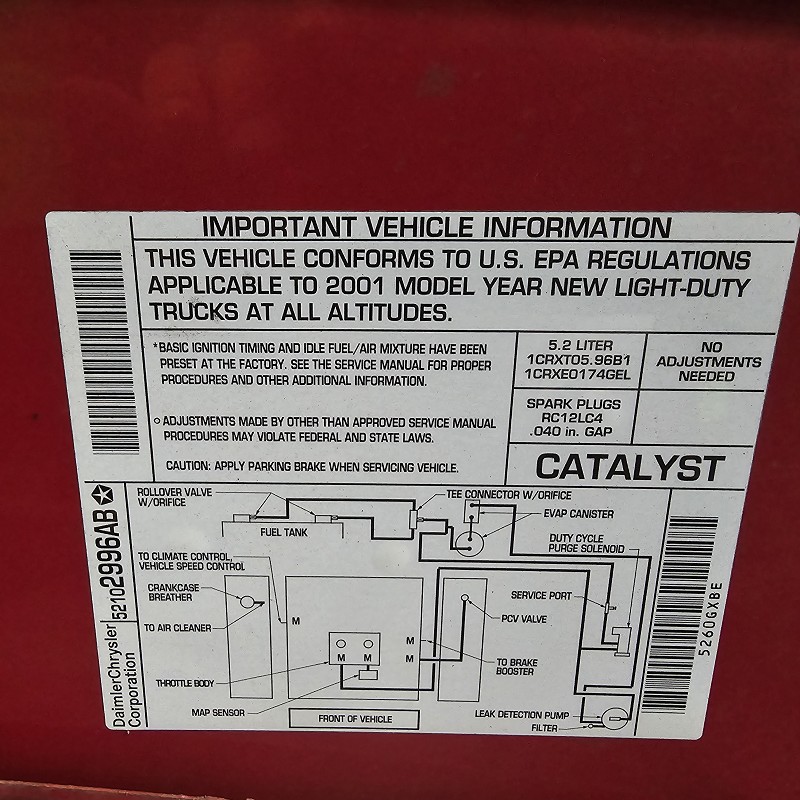 IMPORTANT VEHICLE INFORMATION
THIS VEHICLE CONFORMS TO U.S. EPA REGULATIONS
APPLICABLE TO 2001 MODEL YEAR NEW LIGHT-DUTY
TRUCKS AT ALL ALTITUDES.
*BASIC IGNITION TIMING AND IDLE FUEL/AIR MIXTURE HAVE BEEN
PRESET AT THE FACTORY. SEE THE SERVICE MANUAL FOR PROPER
PROCEDURES AND OTHER ADDITIONAL INFORMATION.
ADJUSTMENTS MADE BY OTHER THAN APPROVED SERVICE MANUAL
PROCEDURES MAY VIOLATE FEDERAL AND STATE LAWS.
CAUTION: APPLY PARKING BRAKE WHEN SERVICING VEHICLE.
5.2 LITER
1CRXT05.96B1
1CRXE0174GEL
NO
ADJUSTMENTS
NEEDED
SPARK PLUGS
RC12LC4
.040 in. GAP
CATALYST
ROLLOVER VALVE
W/ORIFICE
FUEL TANK
TEE CONNECTOR W/ORIFICE
EVAP CANISTER
DUTY CYCLE
PURGE SOLENOID
TO CLIMATE CONTROL,
VEHICLE SPEED CONTROL
CRANKCASE
BREATHER
TO AIR CLEANER
M
M
M
M M
SERVICE PORT
PCV VALVE
TO BRAKE
BOOSTER
THROTTLE BODY
MAP SENSOR
FRONT OF VEHICLE
LEAK DETECTION PUMP
FILTER
DaimlerChrysler
Corporation
52102996AB
5260GXBE